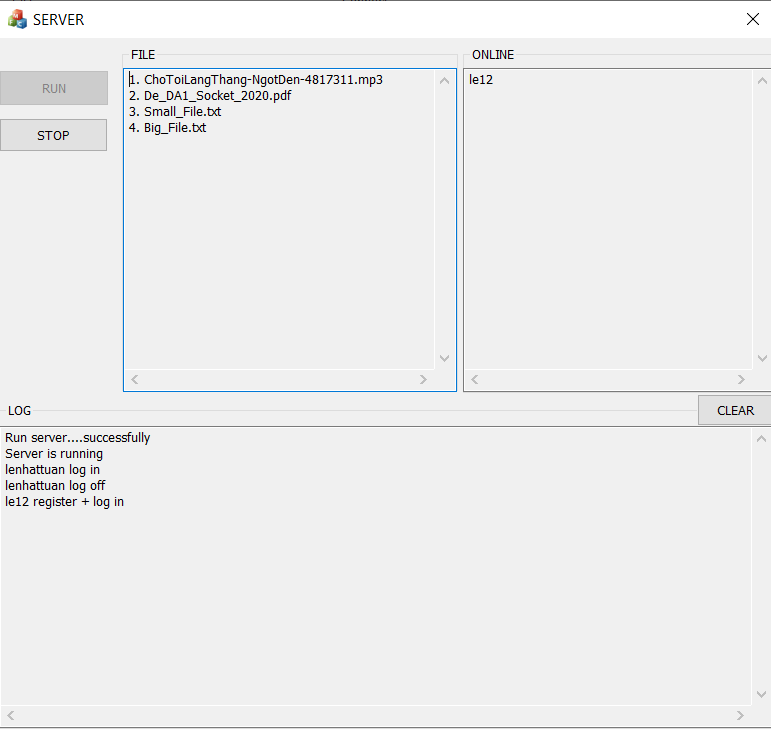 SERVER
FILE
ONLINE
RUN
STOP
1. ChoToiLangThang-NgotDen-4817311.mp3
2. De_DA1_Socket_2020.pdf
3. Small_File.txt
4. Big_File.txt
le12
LOG
CLEAR
Run server....successfully
Server is running
lenhattuan log in
lenhattuan log off
le12 register + log in